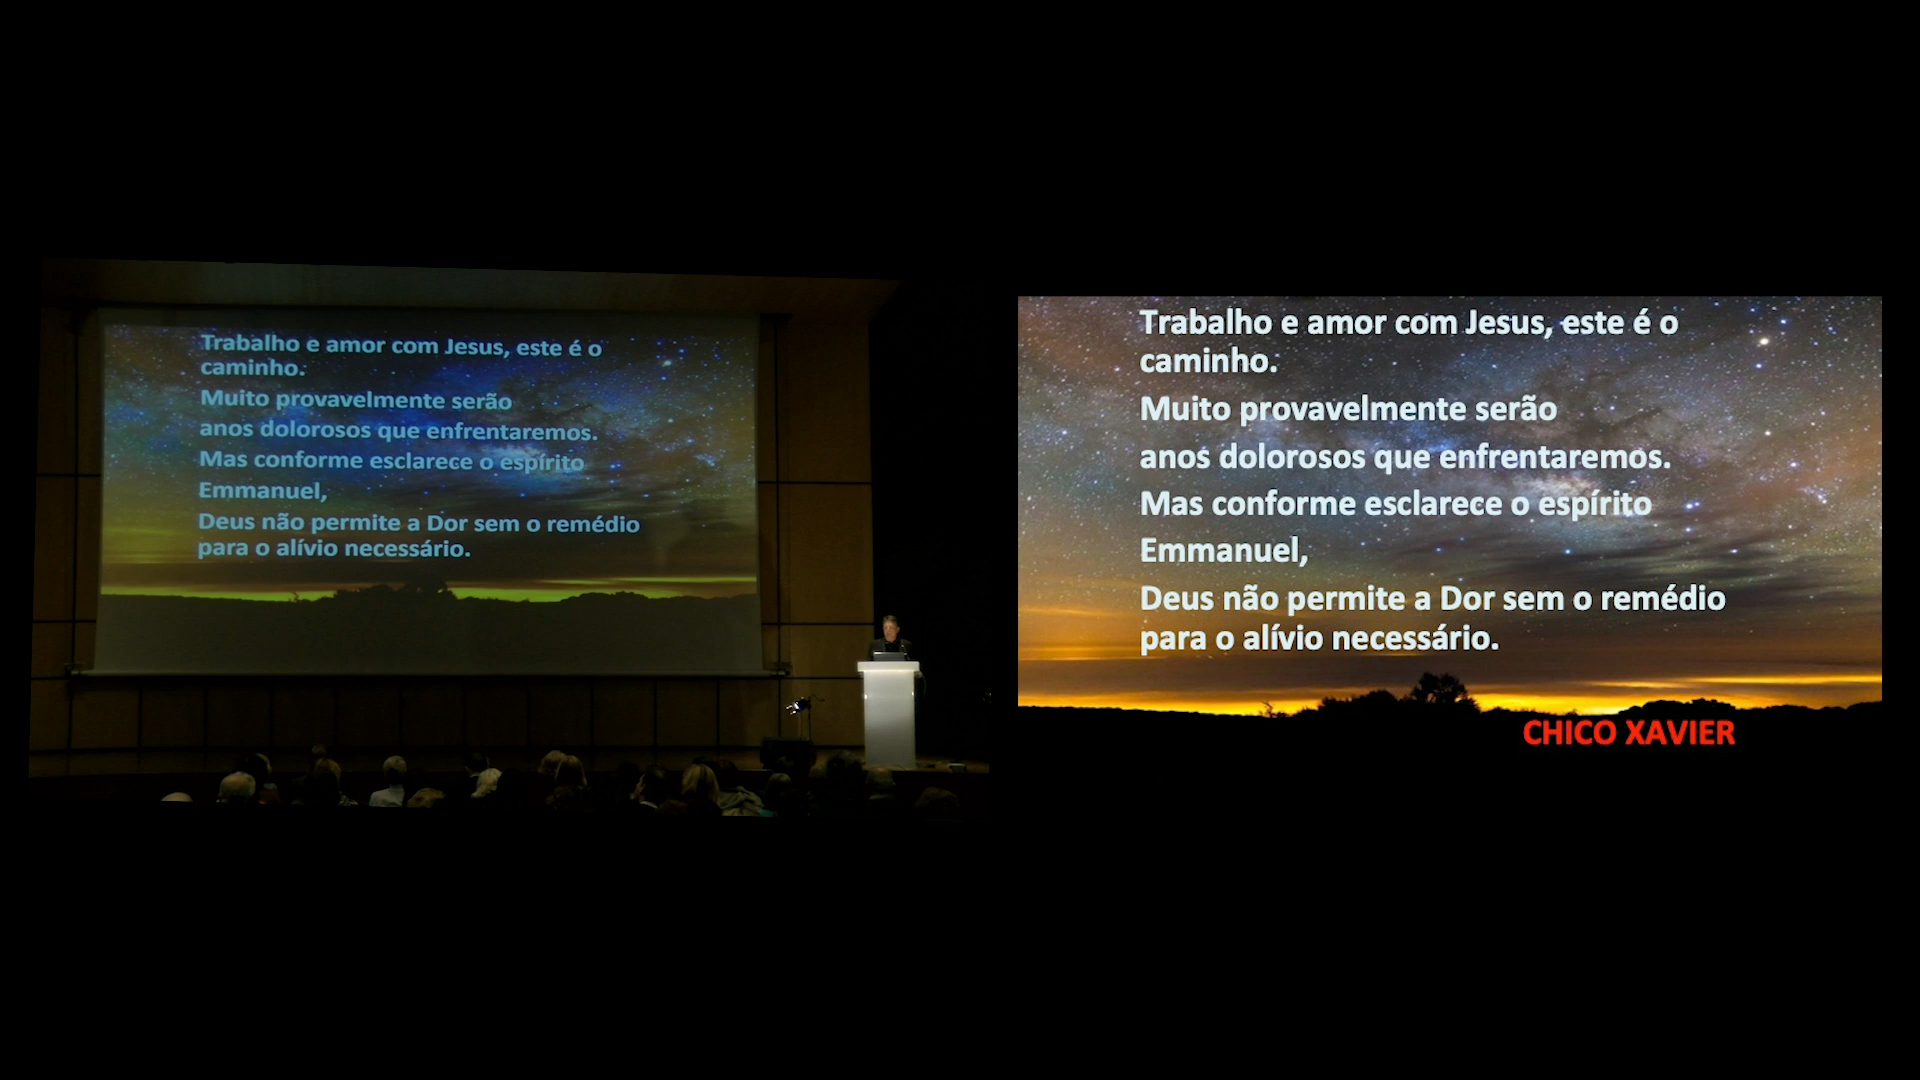 Trabalho e amor com Jesus, este é o
caminho.
Muito provavelmente serão
anos dolorosos que enfrentaremos.
Mas conforme esclarece o espírito
Emmanuel,
Deus não permite a Dor sem o remédio
para o alívio necessário.
Trabalho e amor com Jesus, este é o
caminho.
Muito provavelmente serão
anos dolorosos que enfrentaremos.
Mas conforme esclarece o espírito
Emmanuel,
Deus não permite a Dor sem o remédio
para o alívio necessário.
CHICO XAVIER